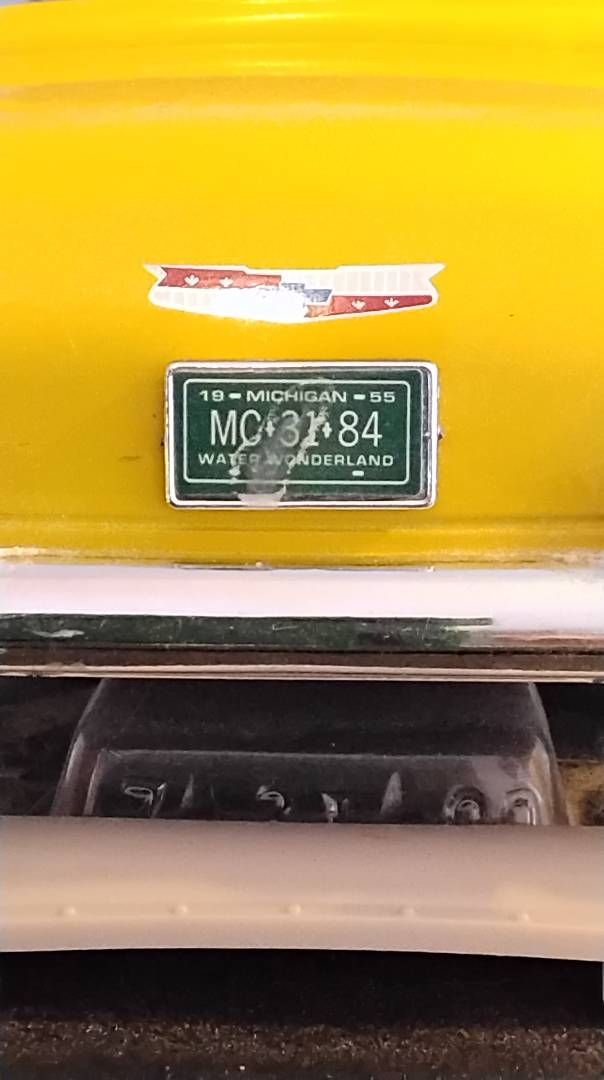 19 - MICHIGAN - 55
MC•31•84
WATER WONDERLAND